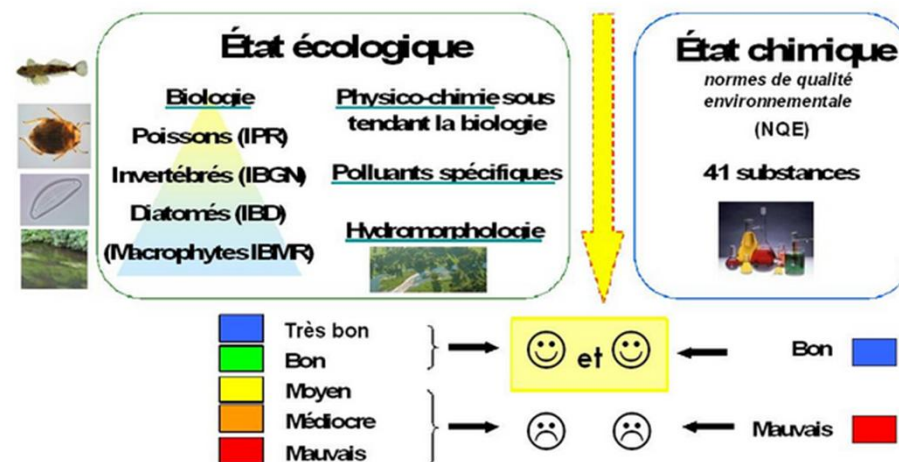 État écologique
Biologie
Poissons (IPR)
Invertébrés (IBGN)
Diatomés (IBD)
(Macrophytes IBMR)
Physico-chimie sous
tendant la biologie
Polluants spécifiques
Hydromorphologie
État chimique
normes de qualité
environnementale
(NQE)
41 substances
Très bon
Bon
Moyen
Médiocre
Mauvais
et
Bon
Mauvais